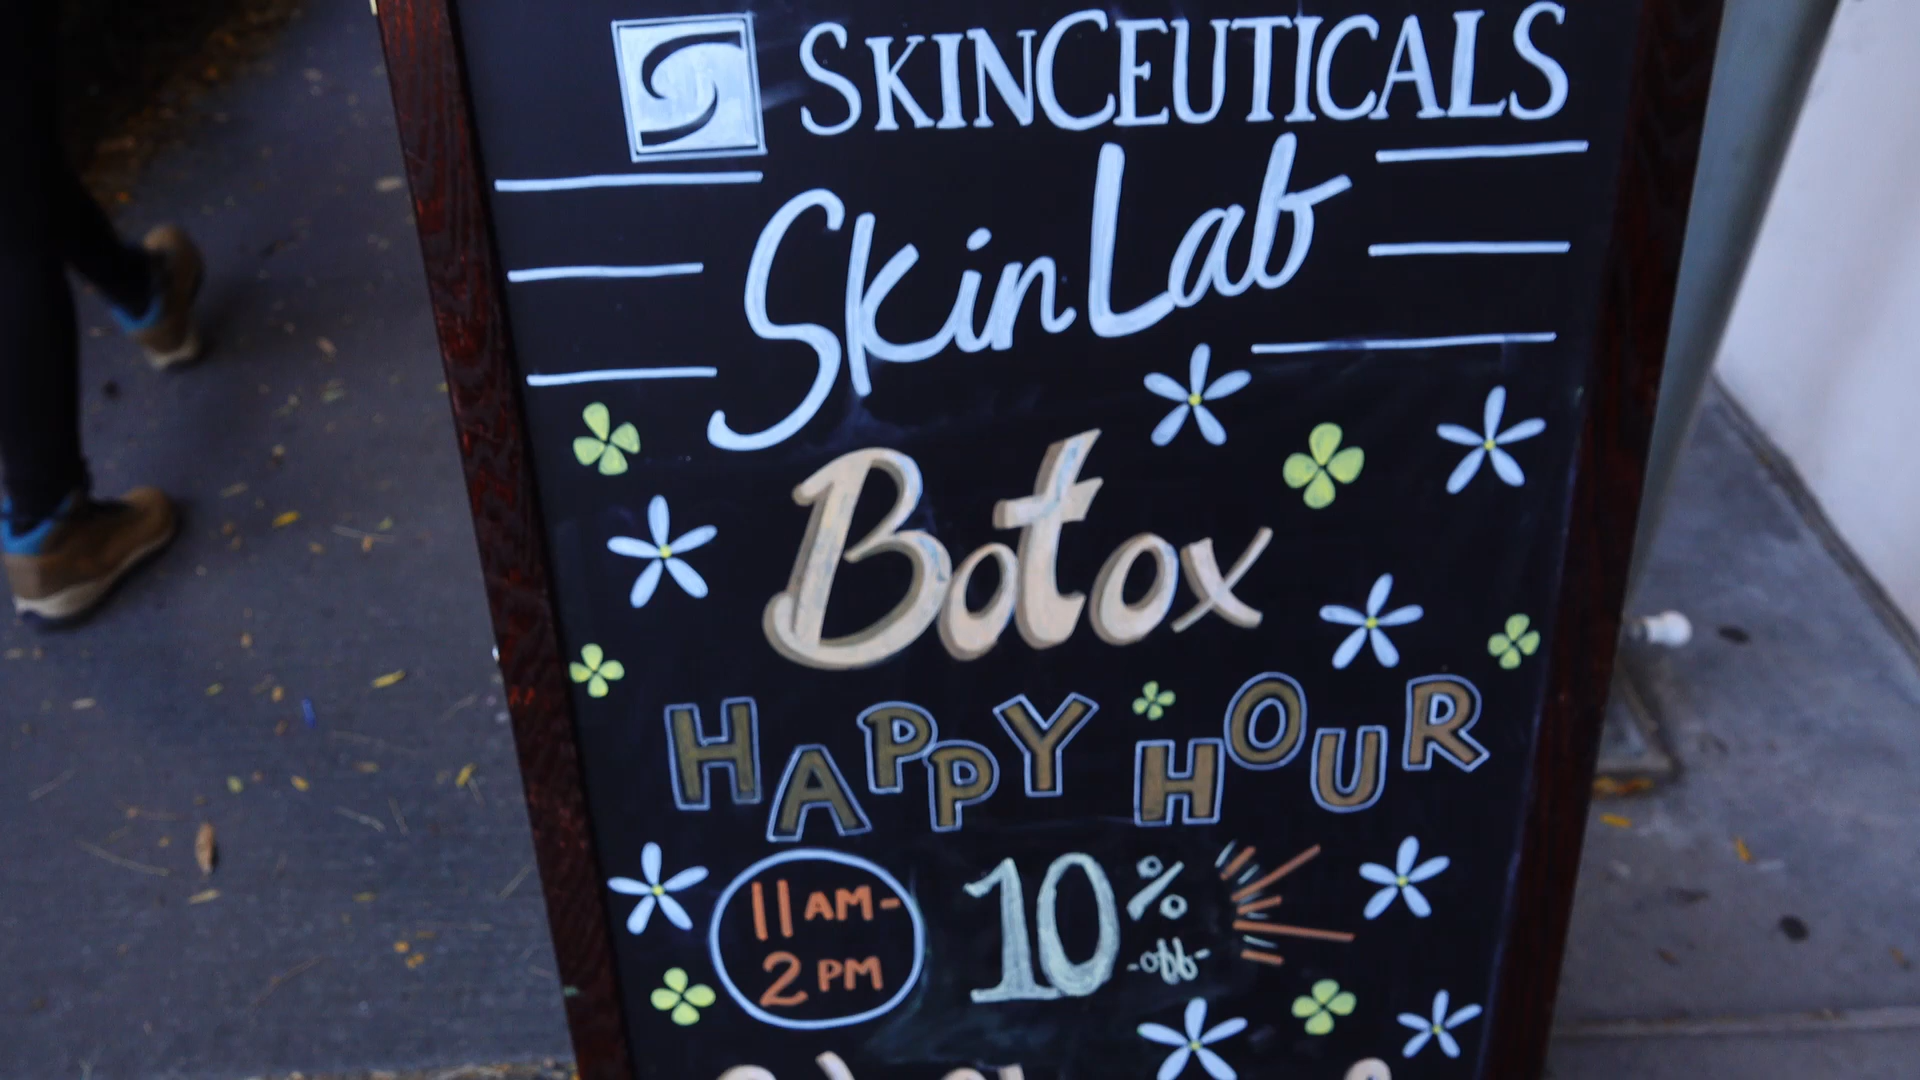 SKINCEUTICALS
SkinLab
Botox
HAPPY HOUR
11 AM-
2 PM
10% -off-